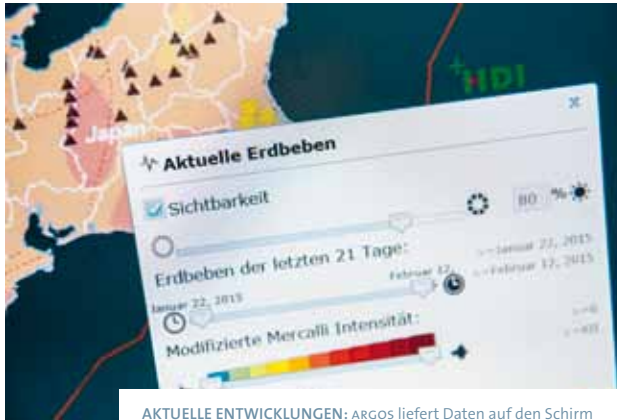 HDI
Japan
Aktuelle Erdbeben
Sichtbarkeit
80 %
Erdbeben der letzten 21 Tage:
>=Januar 22, 2015
<=Februar 12, 2015
Januar 22, 2015 Februar 12,
Modifizierte Mercalli Intensität:
AKTUELLE ENTWICKLUNGEN: ARGOS liefert Daten auf den Schirm